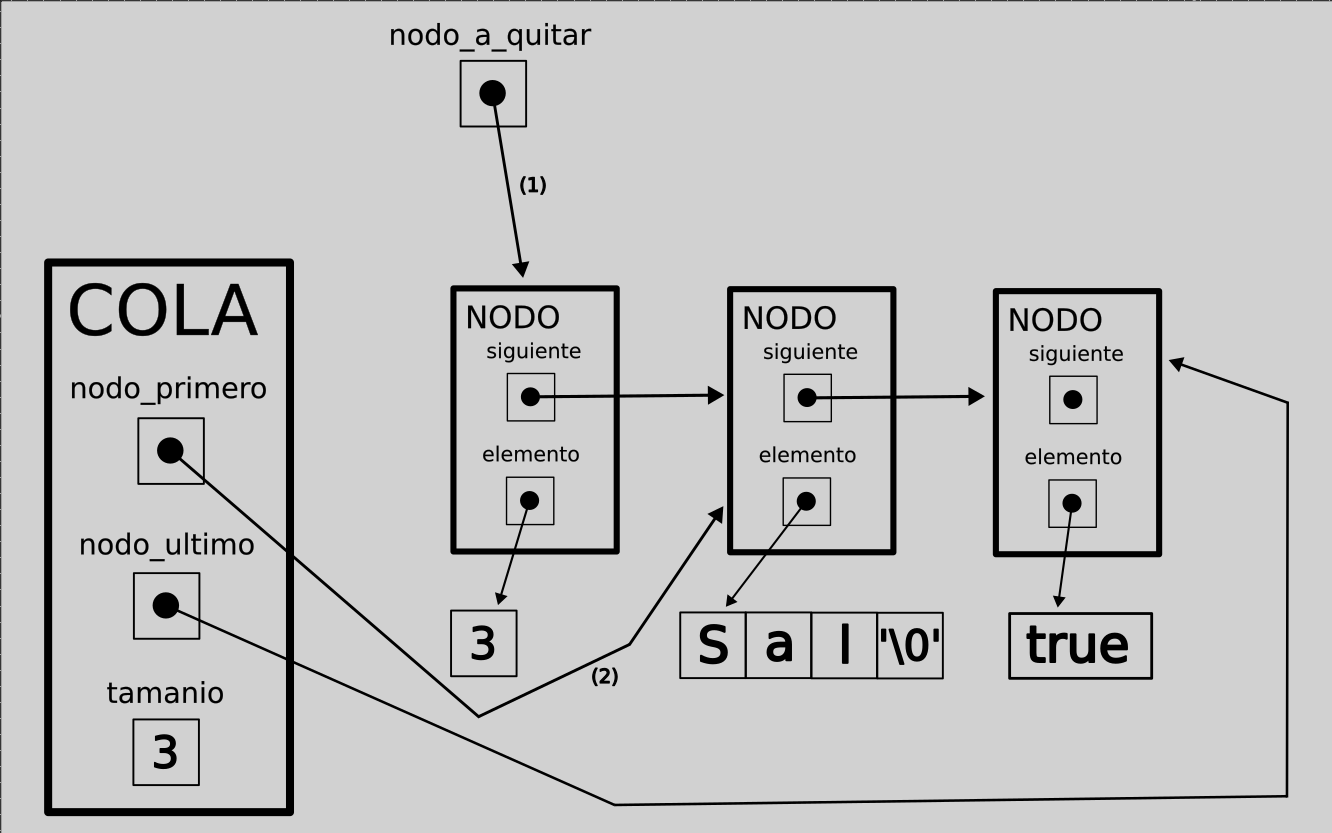 nodo_a_quitar
(1)
COLA
nodo_primero
nodo_ultimo
tamanio
3
NODO
siguiente
elemento
3
(2)
NODO
siguiente
elemento
S a l '\0'
NODO
siguiente
elemento
true